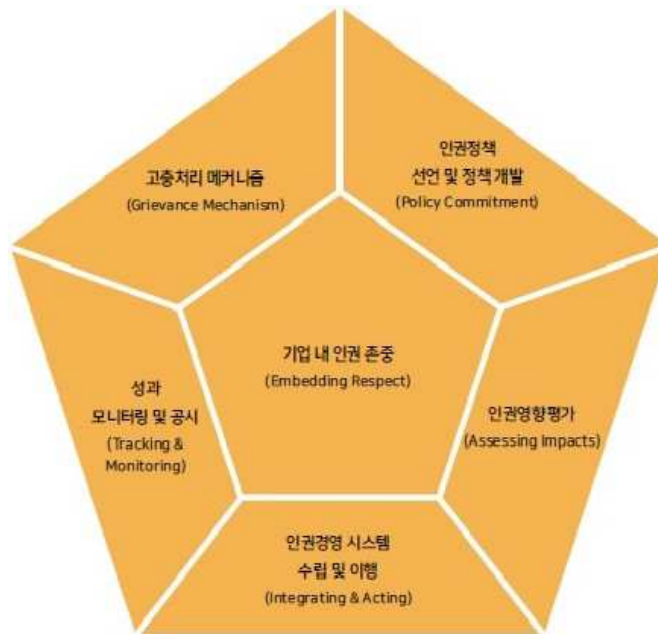 고충처리 메커니즘
(Grievance Mechanism)
인권정책
선언 및 정책 개발
(Policy Commitment)
기업 내 인권 존중
(Embedding Respect)
성과
모니터링 및 공시
(Tracking &
Monitoring)
인권영향평가
(Assessing Impacts)
인권경영 시스템
수립 및 이행
(Integrating & Acting)